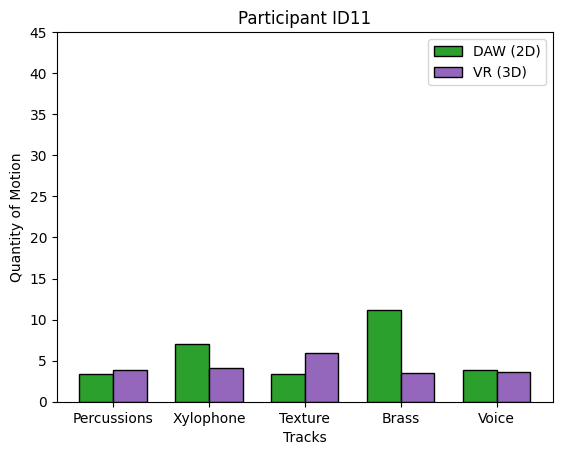 Participant ID11
DAW (2D)
VR (3D)
Quantity of Motion
45
40
35
30
25
20
15
10
5
0
Percussions Xylophone Texture Brass Voice
Tracks